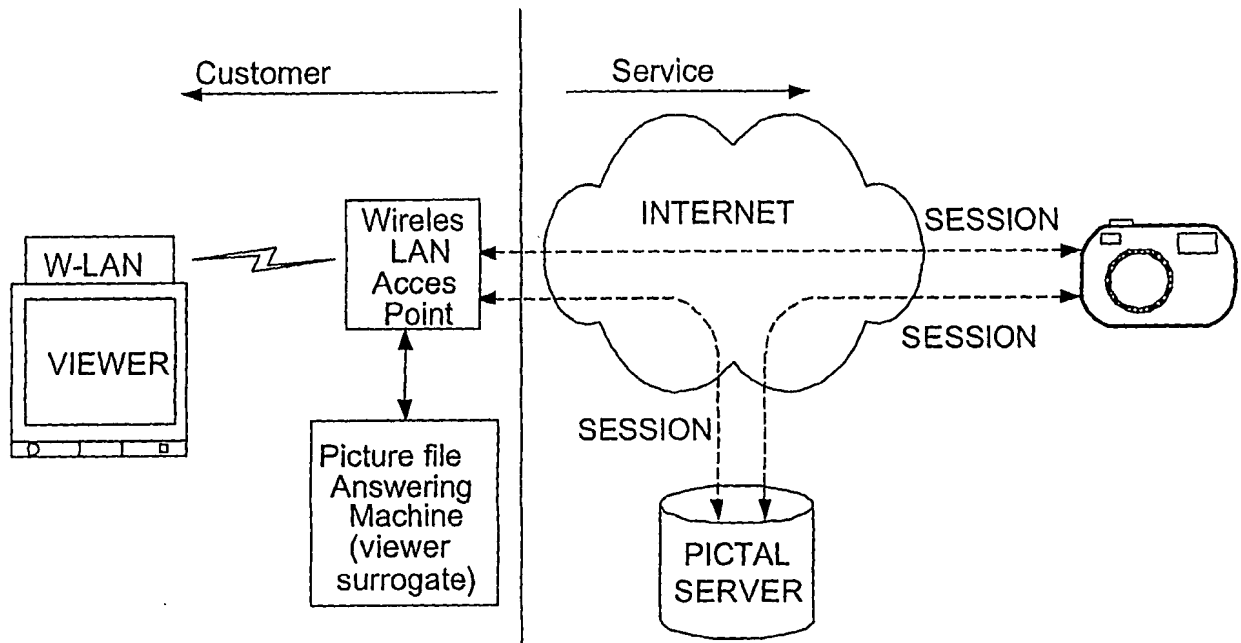 Customer
Service
INTERNET
SESSION
SESSION
SESSION
W-LAN
VIEWER
Wireles
LAN
Acces
Point
Picture file
Answering
Machine
(viewer
surrogate)
PICTAL
SERVER